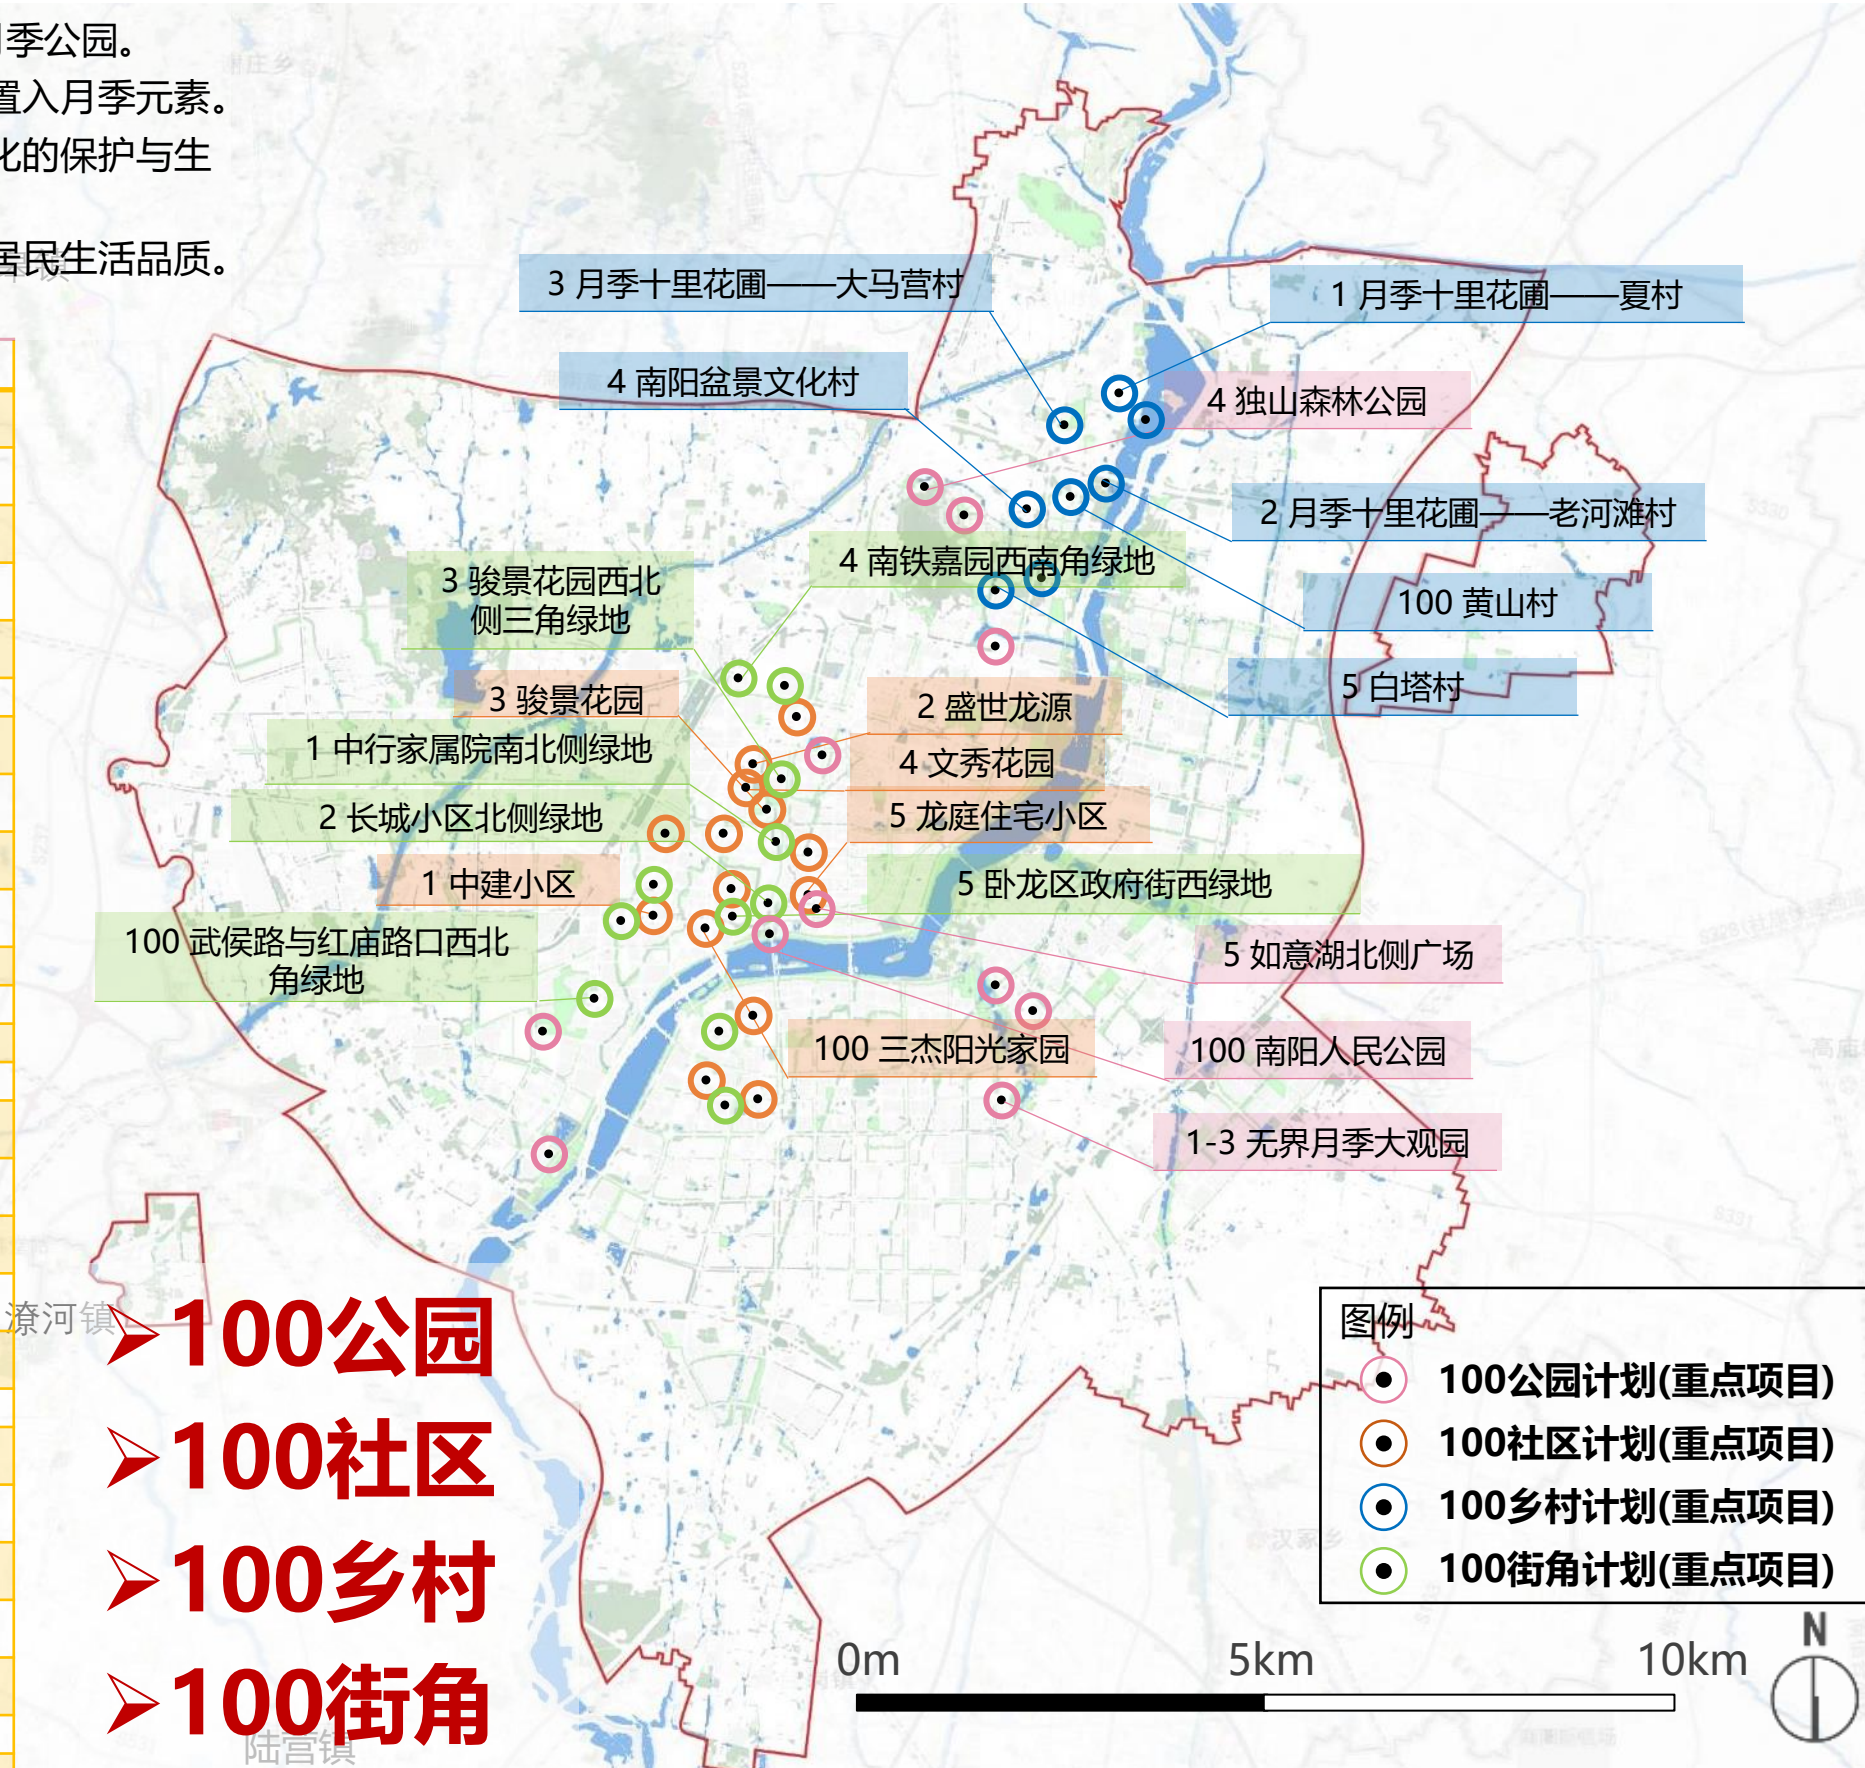 季公园。
置入月季元素。
化的保护与生
居民生活品质。
3 月季十里花圃——大马营村
1 月季十里花圃——夏村
4 南阳盆景文化村
4 独山森林公园
2 月季十里花圃——老河滩村
4 南铁嘉园西南角绿地
3 骏景花园西北
侧三角绿地
100 黄山村
5 白塔村
3 骏景花园
2 盛世龙源
1 中行家属院南北侧绿地
4 文秀花园
2 长城小区北侧绿地
5 龙庭住宅小区
1 中建小区
5 卧龙区政府街西绿地
100 武侯路与红庙路口西北
角绿地
5 如意湖北侧广场
100 三杰阳光家园
100 南阳人民公园
1-3 无界月季大观园
潦河镇
➢100公园
➢100社区
➢100乡村
➢100街角
陆营镇
汉冢乡
图例
100公园计划(重点项目)
100社区计划(重点项目)
100乡村计划(重点项目)
100街角计划(重点项目)
0m 5km 10km
N
S330
S331